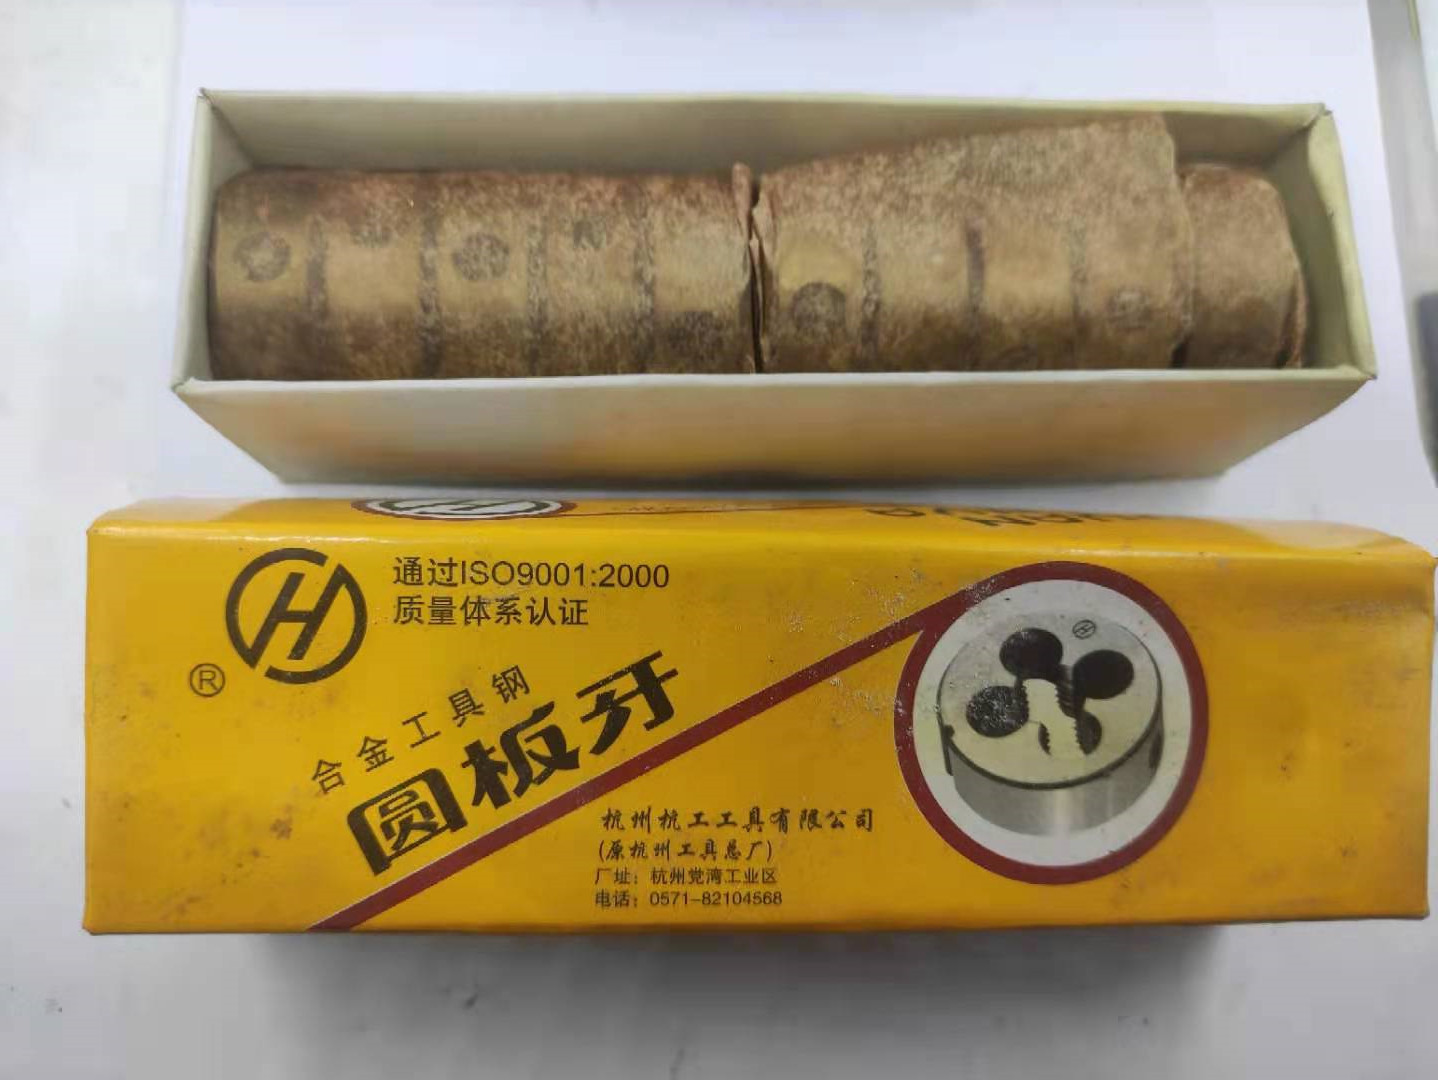 通过ISO9001:2000
质量体系认证
H
®
合金工具钢
圆板牙
杭州杭工工具有限公司
(原杭州工具总厂)
厂址：杭州党湾工业区
电话：0571-82104568